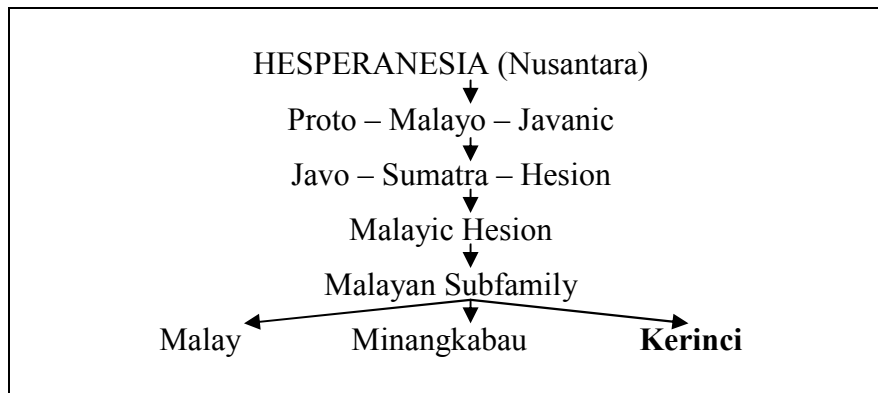 HESPERANESIA (Nusantara)
Proto – Malayo – Javanic
Javo – Sumatra – Hesion
Malayic Hesion
Malayan Subfamily
Malay Minangkabau Kerinci